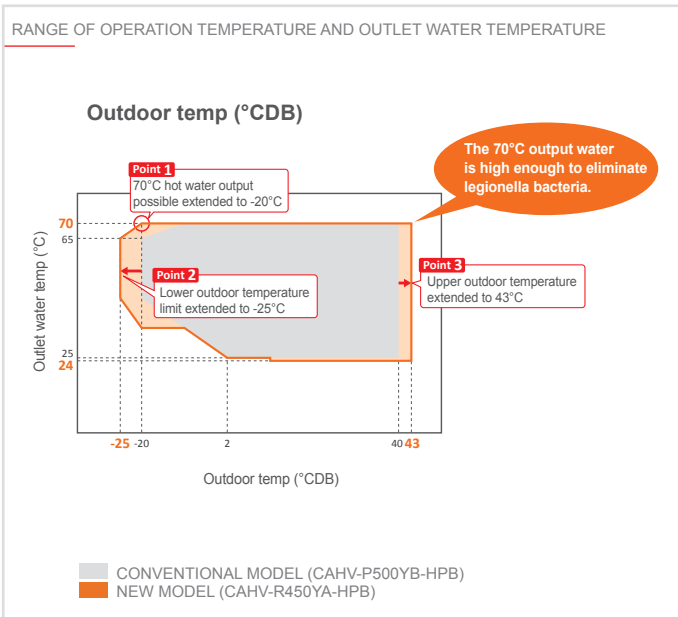 RANGE OF OPERATION TEMPERATURE AND OUTLET WATER TEMPERATURE
Outdoor temp (°CDB)
The 70°C output water
is high enough to eliminate
legionella bacteria.
Point 1
70°C hot water output
possible extended to -20°C
70
65
Point 2
Lower outdoor temperature
limit extended to -25°C
Point 3
Upper outdoor temperature
extended to 43°C
Outlet water temp (°C)
25
24
-25 -20 2 40 43
Outdoor temp (°CDB)
CONVENTIONAL MODEL (CAHV-P500YB-HPB)
NEW MODEL (CAHV-R450YA-HPB)